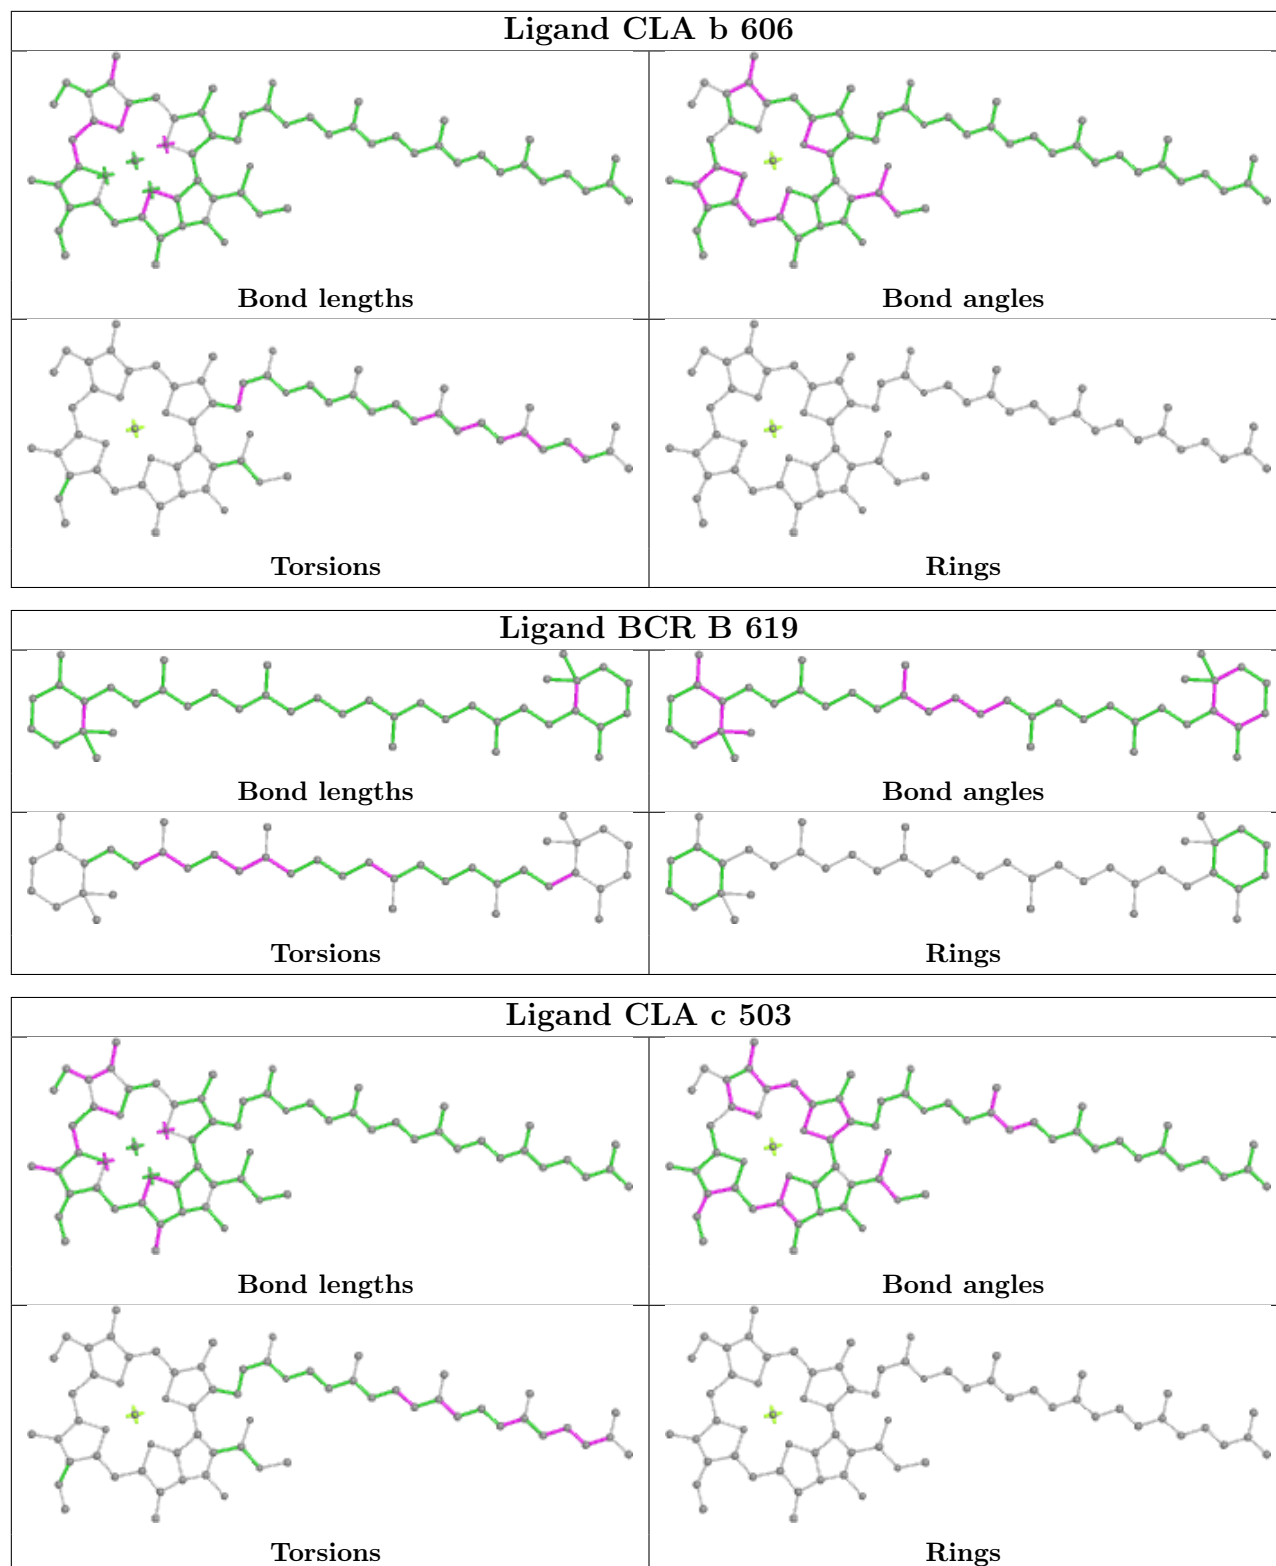 Ligand CLA b 606
Bond lengths
Bond angles
Torsions
Rings
Ligand BCR B 619
Bond lengths
Bond angles
Torsions
Rings
Ligand CLA c 503
Bond lengths
Bond angles
Torsions
Rings